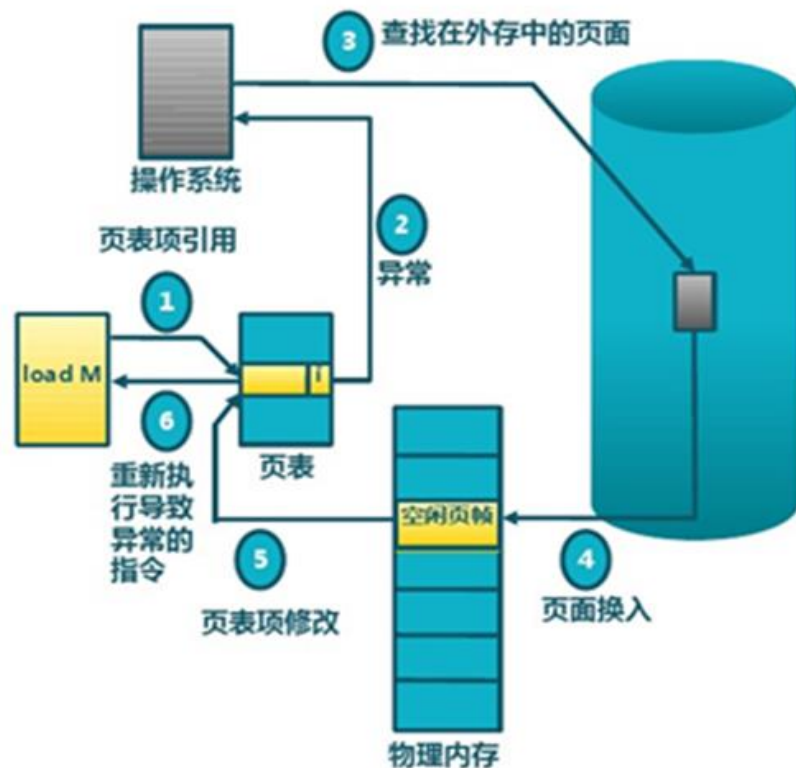 3
查找在外存中的页面
操作系统
2
异常
页表项引用
1
load M
i
6
重新执
行导致
异常的
指令
页表
空闲页帧
5
页表项修改
4
页面换入
物理内存